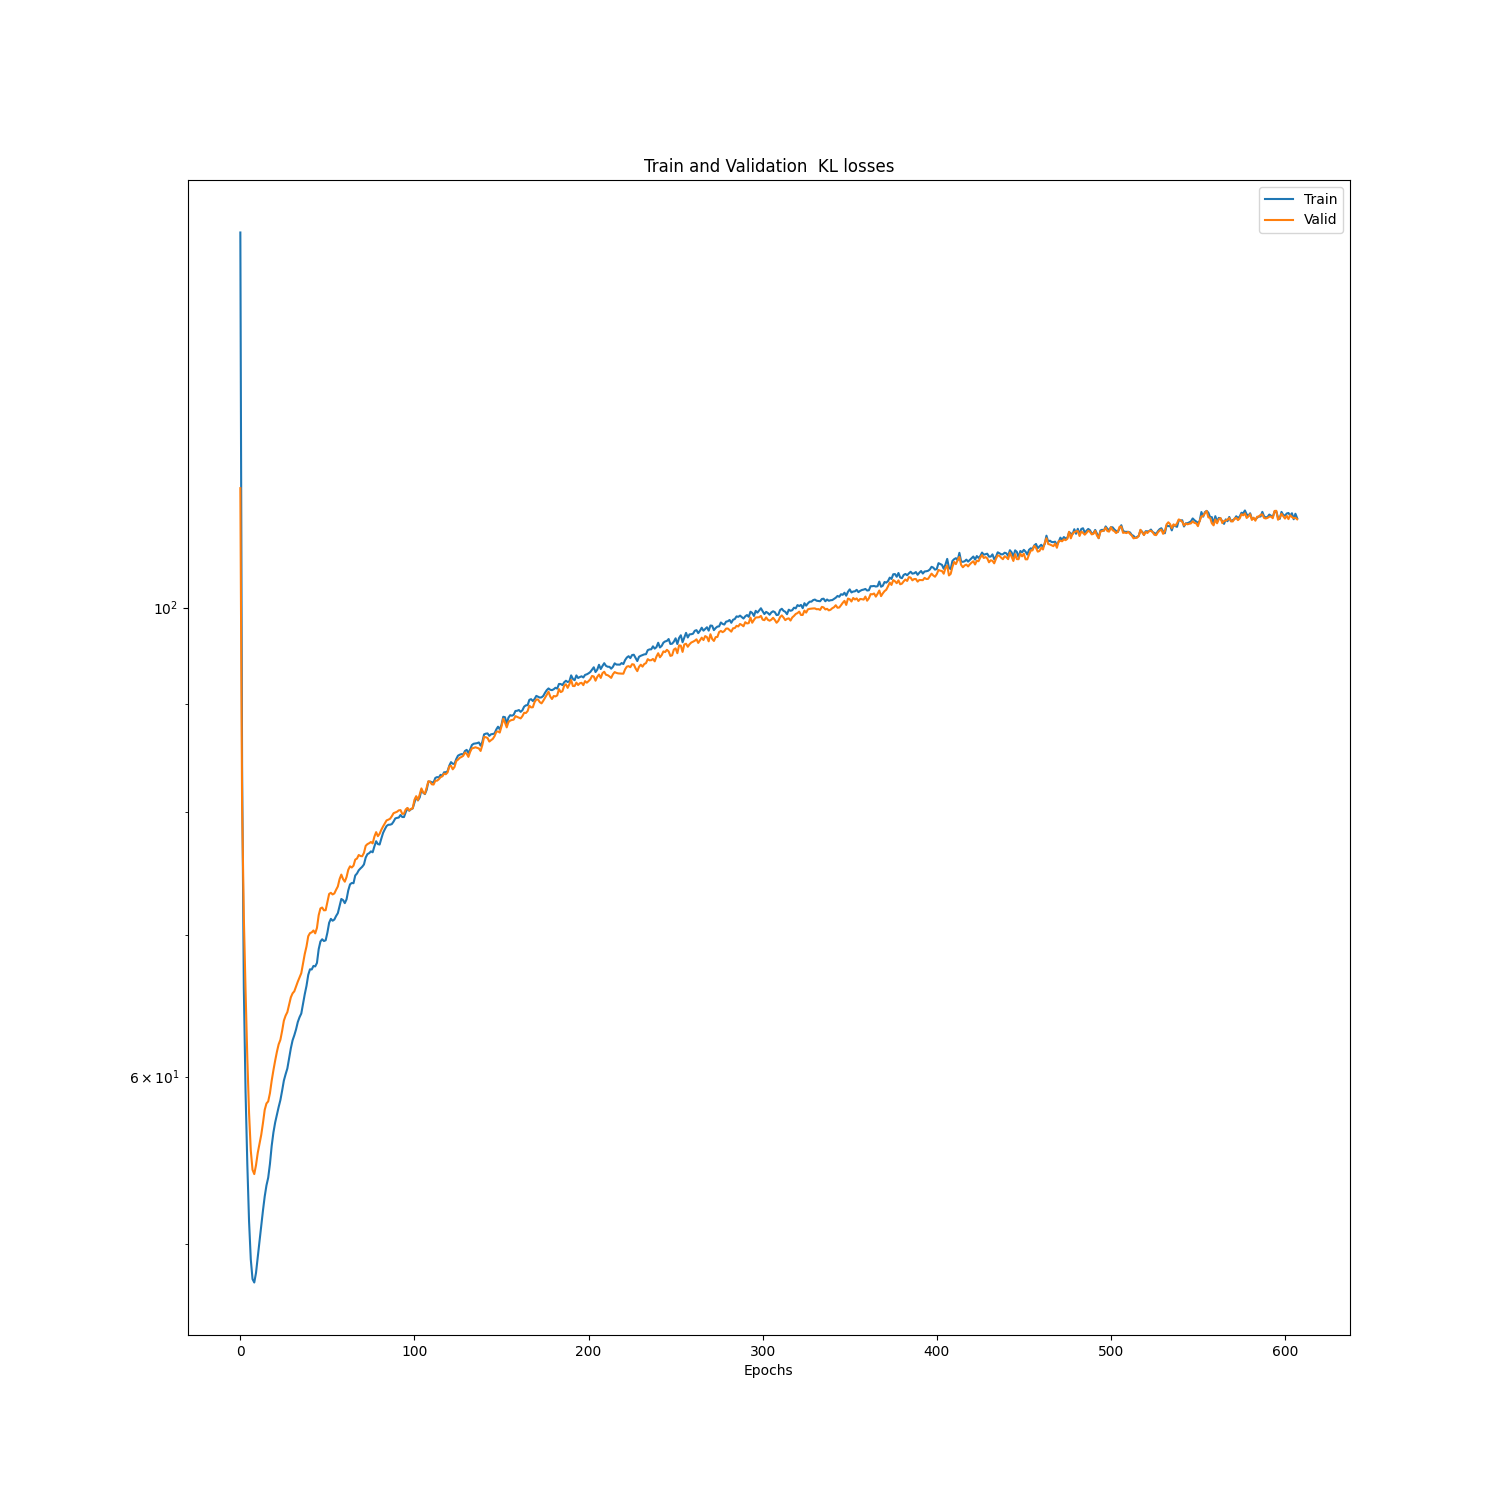 Train and Validation  KL losses
Train
Valid
10²
6 × 10¹
0 100 200 300 400 500 600
Epochs